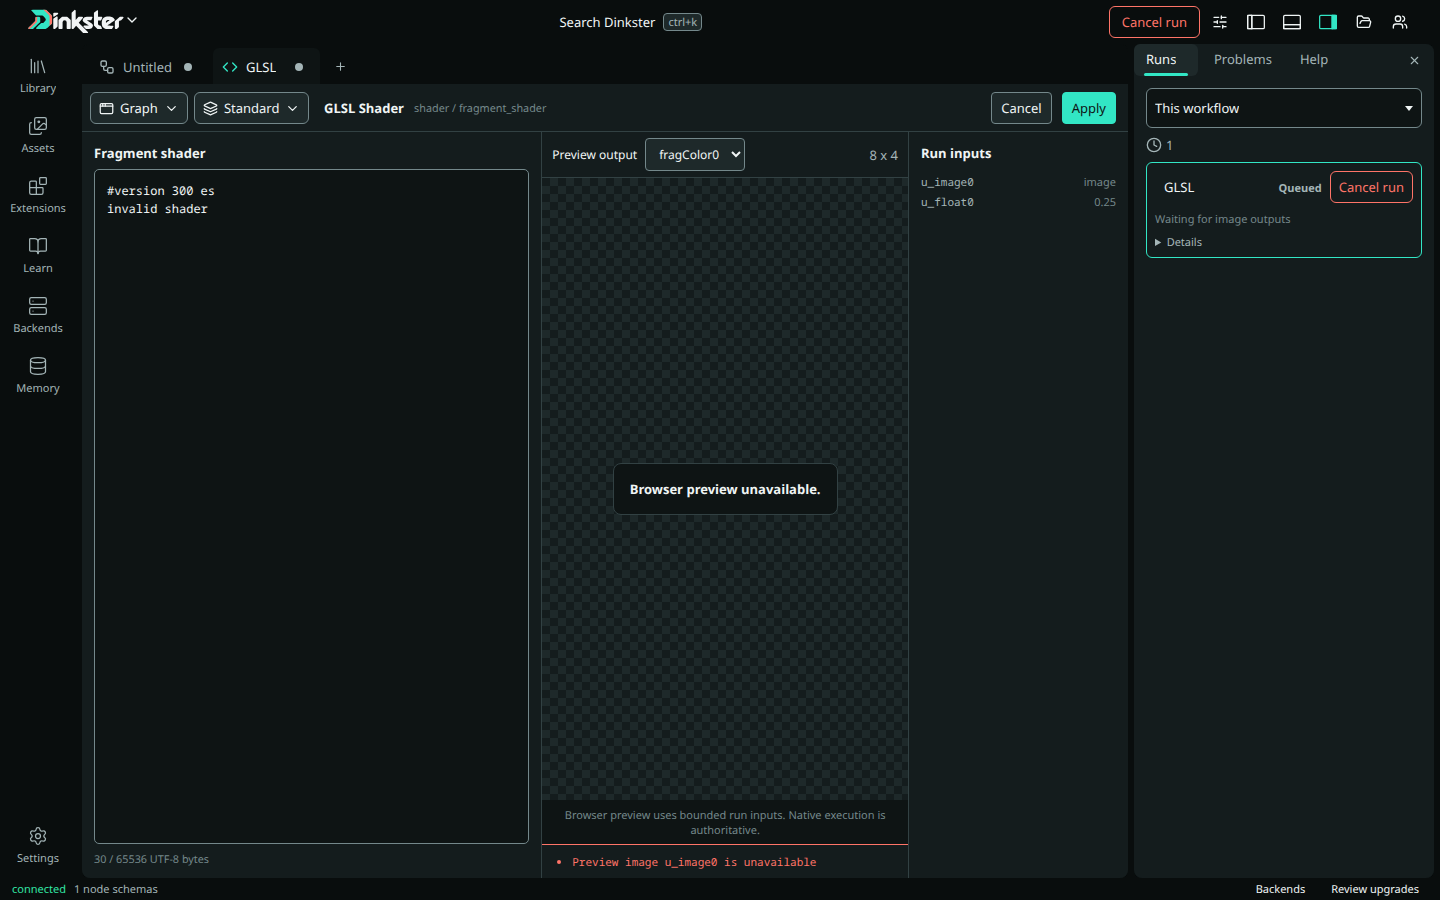 Dinkster
Search Dinkster ctrl+k
Cancel run
Library
Assets
Extensions
Learn
Backends
Memory
Settings
Untitled
GLSL
Graph
Standard
GLSL Shader shader / fragment_shader
Cancel
Apply
Fragment shader
#version 300 es
invalid shader
30 / 65536 UTF-8 bytes
Preview output fragColor0 8 x 4
Browser preview unavailable.
Browser preview uses bounded run inputs. Native execution is
authoritative.
• Preview image u_image0 is unavailable
Run inputs
u_image0 image
u_float0 0.25
Runs Problems Help
This workflow
1
GLSL Queued Cancel run
Waiting for image outputs
Details
connected 1 node schemas
Backends Review upgrades